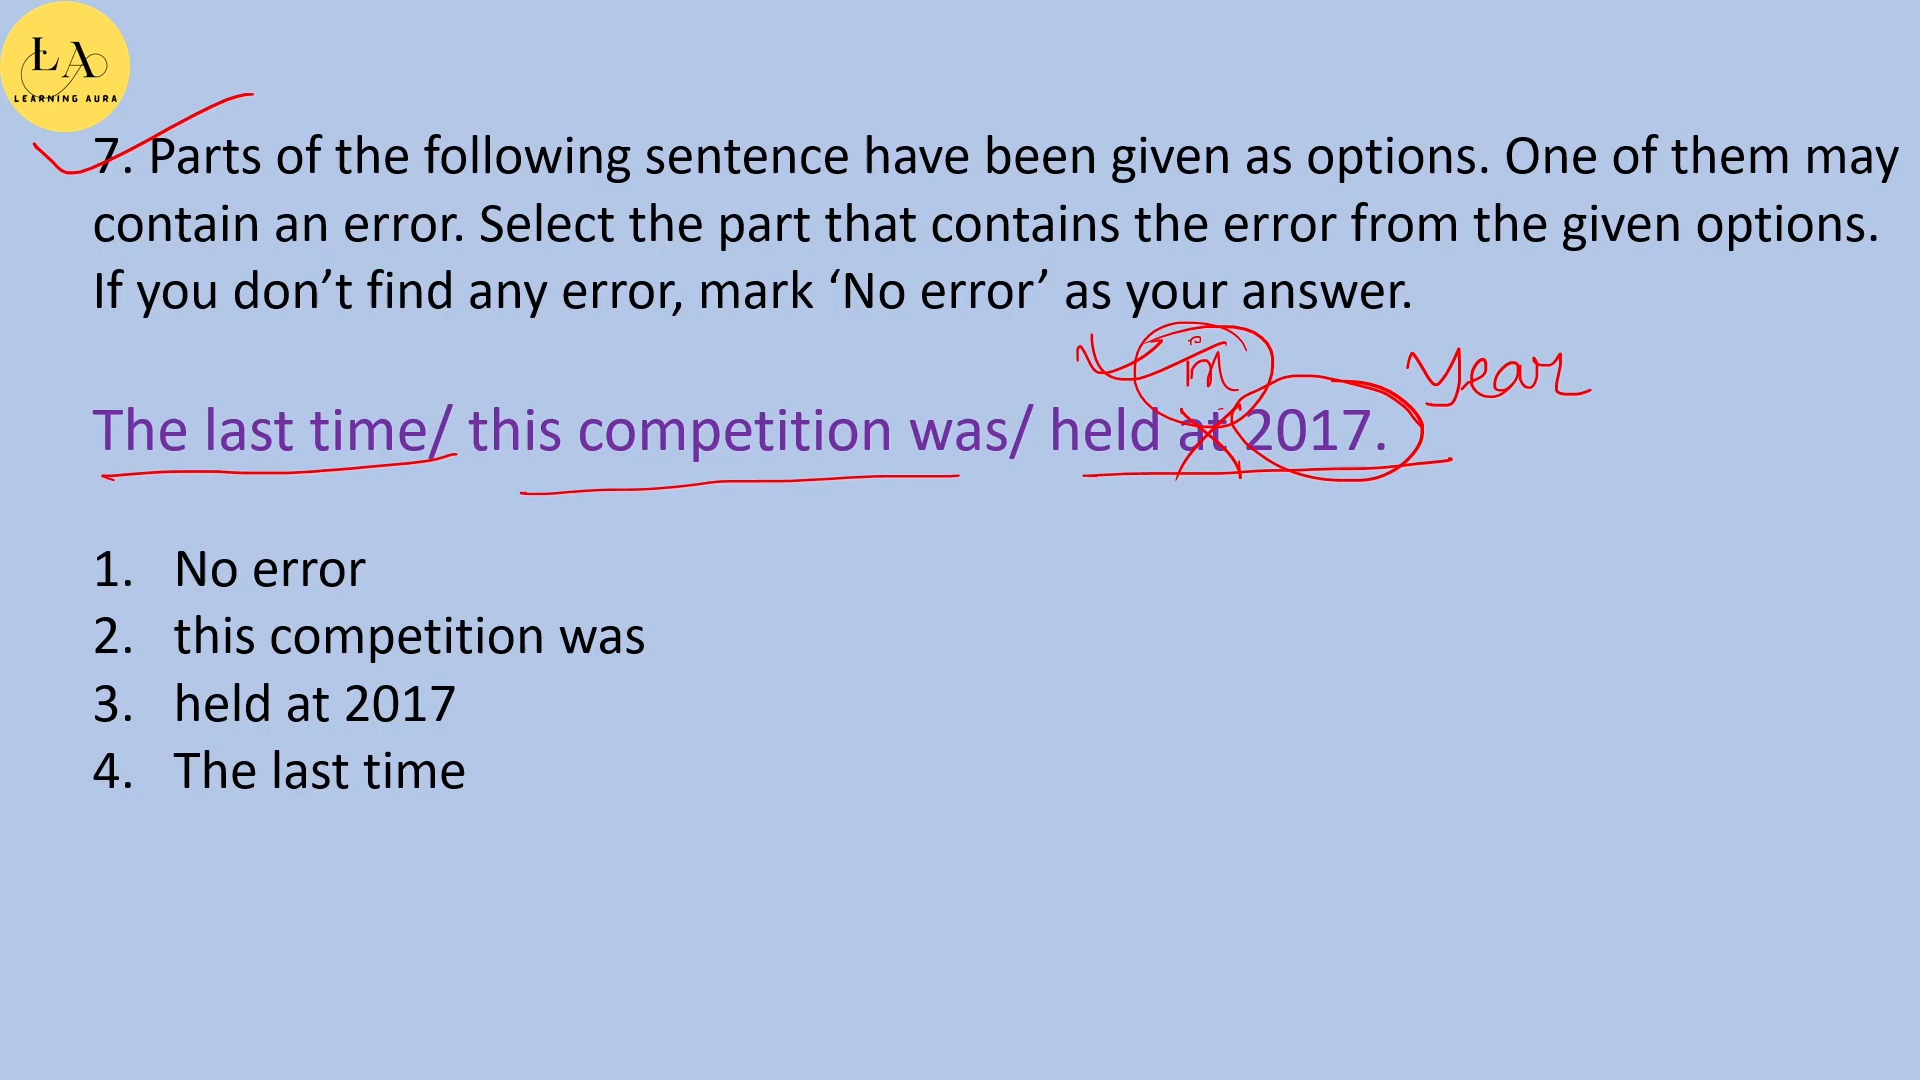 LA
LEARNING AURA
7. Parts of the following sentence have been given as options. One of them may
contain an error. Select the part that contains the error from the given options.
If you don’t find any error, mark ‘No error’ as your answer.
in
Year
The last time/ this competition was/ held at 2017.
1. No error
2. this competition was
3. held at 2017
4. The last time